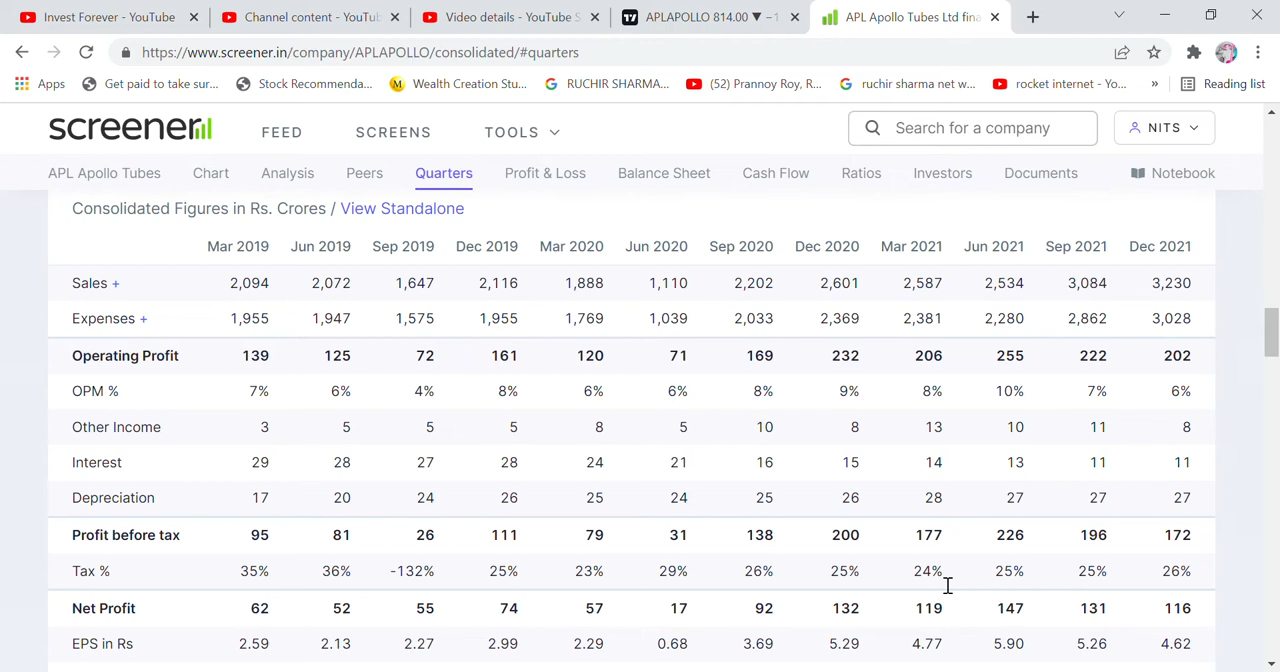 Invest Forever - YouTube
Channel content - YouTu
Video details - YouTube S
APLAPOLLO 814.00 ▼ −1
APL Apollo Tubes Ltd fina
https://www.screener.in/company/APLAPOLLO/consolidated/#quarters
Apps Get paid to take sur... Stock Recommenda... M Wealth Creation Stu... RUCHIR SHARMA... (52) Prannoy Roy, R... ruchir sharma net w... rocket internet - Yo... » Reading list
screener FEED SCREENS TOOLS Search for a company NITS
APL Apollo Tubes Chart Analysis Peers Quarters Profit & Loss Balance Sheet Cash Flow Ratios Investors Documents Notebook
Consolidated Figures in Rs. Crores / View Standalone
Mar 2019 Jun 2019 Sep 2019 Dec 2019 Mar 2020 Jun 2020 Sep 2020 Dec 2020 Mar 2021 Jun 2021 Sep 2021 Dec 2021
Sales + 2,094 2,072 1,647 2,116 1,888 1,110 2,202 2,601 2,587 2,534 3,084 3,230
Expenses + 1,955 1,947 1,575 1,955 1,769 1,039 2,033 2,369 2,381 2,280 2,862 3,028
Operating Profit 139 125 72 161 120 71 169 232 206 255 222 202
OPM % 7% 6% 4% 8% 6% 6% 8% 9% 8% 10% 7% 6%
Other Income 3 5 5 5 8 5 10 8 13 10 11 8
Interest 29 28 27 28 24 21 16 15 14 13 11 11
Depreciation 17 20 24 26 25 24 25 26 28 27 27 27
Profit before tax 95 81 26 111 79 31 138 200 177 226 196 172
Tax % 35% 36% -132% 25% 23% 29% 26% 25% 24% 25% 25% 26%
Net Profit 62 52 55 74 57 17 92 132 119 147 131 116
EPS in Rs 2.59 2.13 2.27 2.99 2.29 0.68 3.69 5.29 4.77 5.90 5.26 4.62